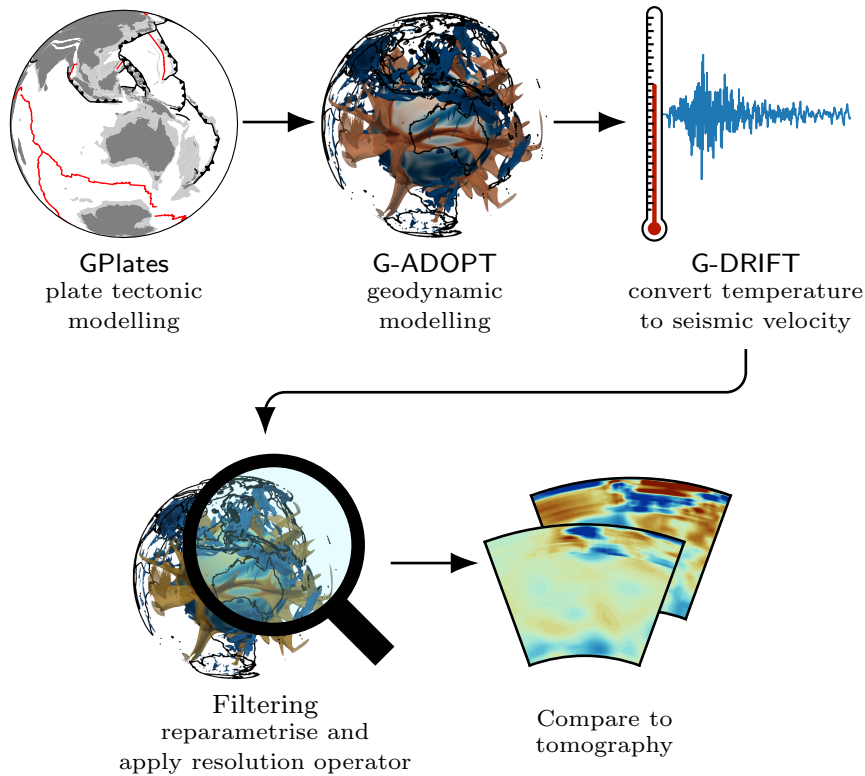 GPlates
plate tectonic
modelling
G-ADOPT
geodynamic
modelling
G-DRIFT
convert temperature
to seismic velocity
Filtering
reparametrise and
apply resolution operator
Compare to
tomography